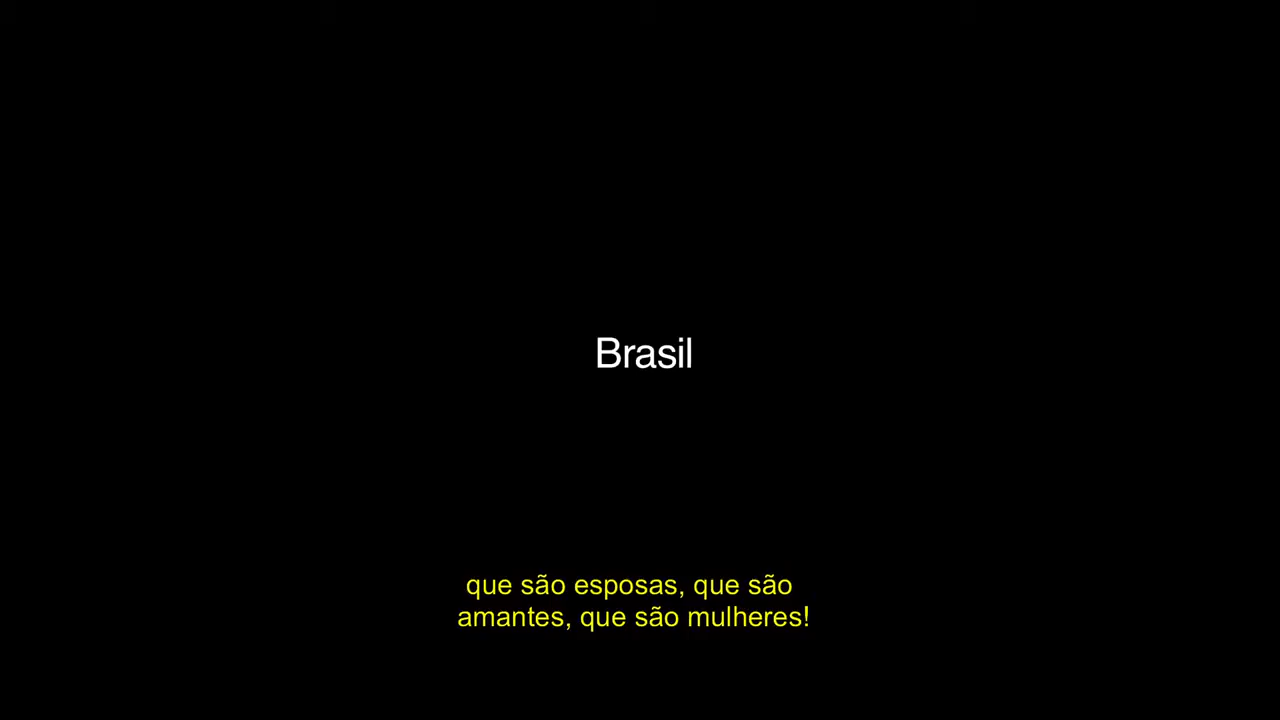 Brasil
que são esposas, que são
amantes, que são mulheres!